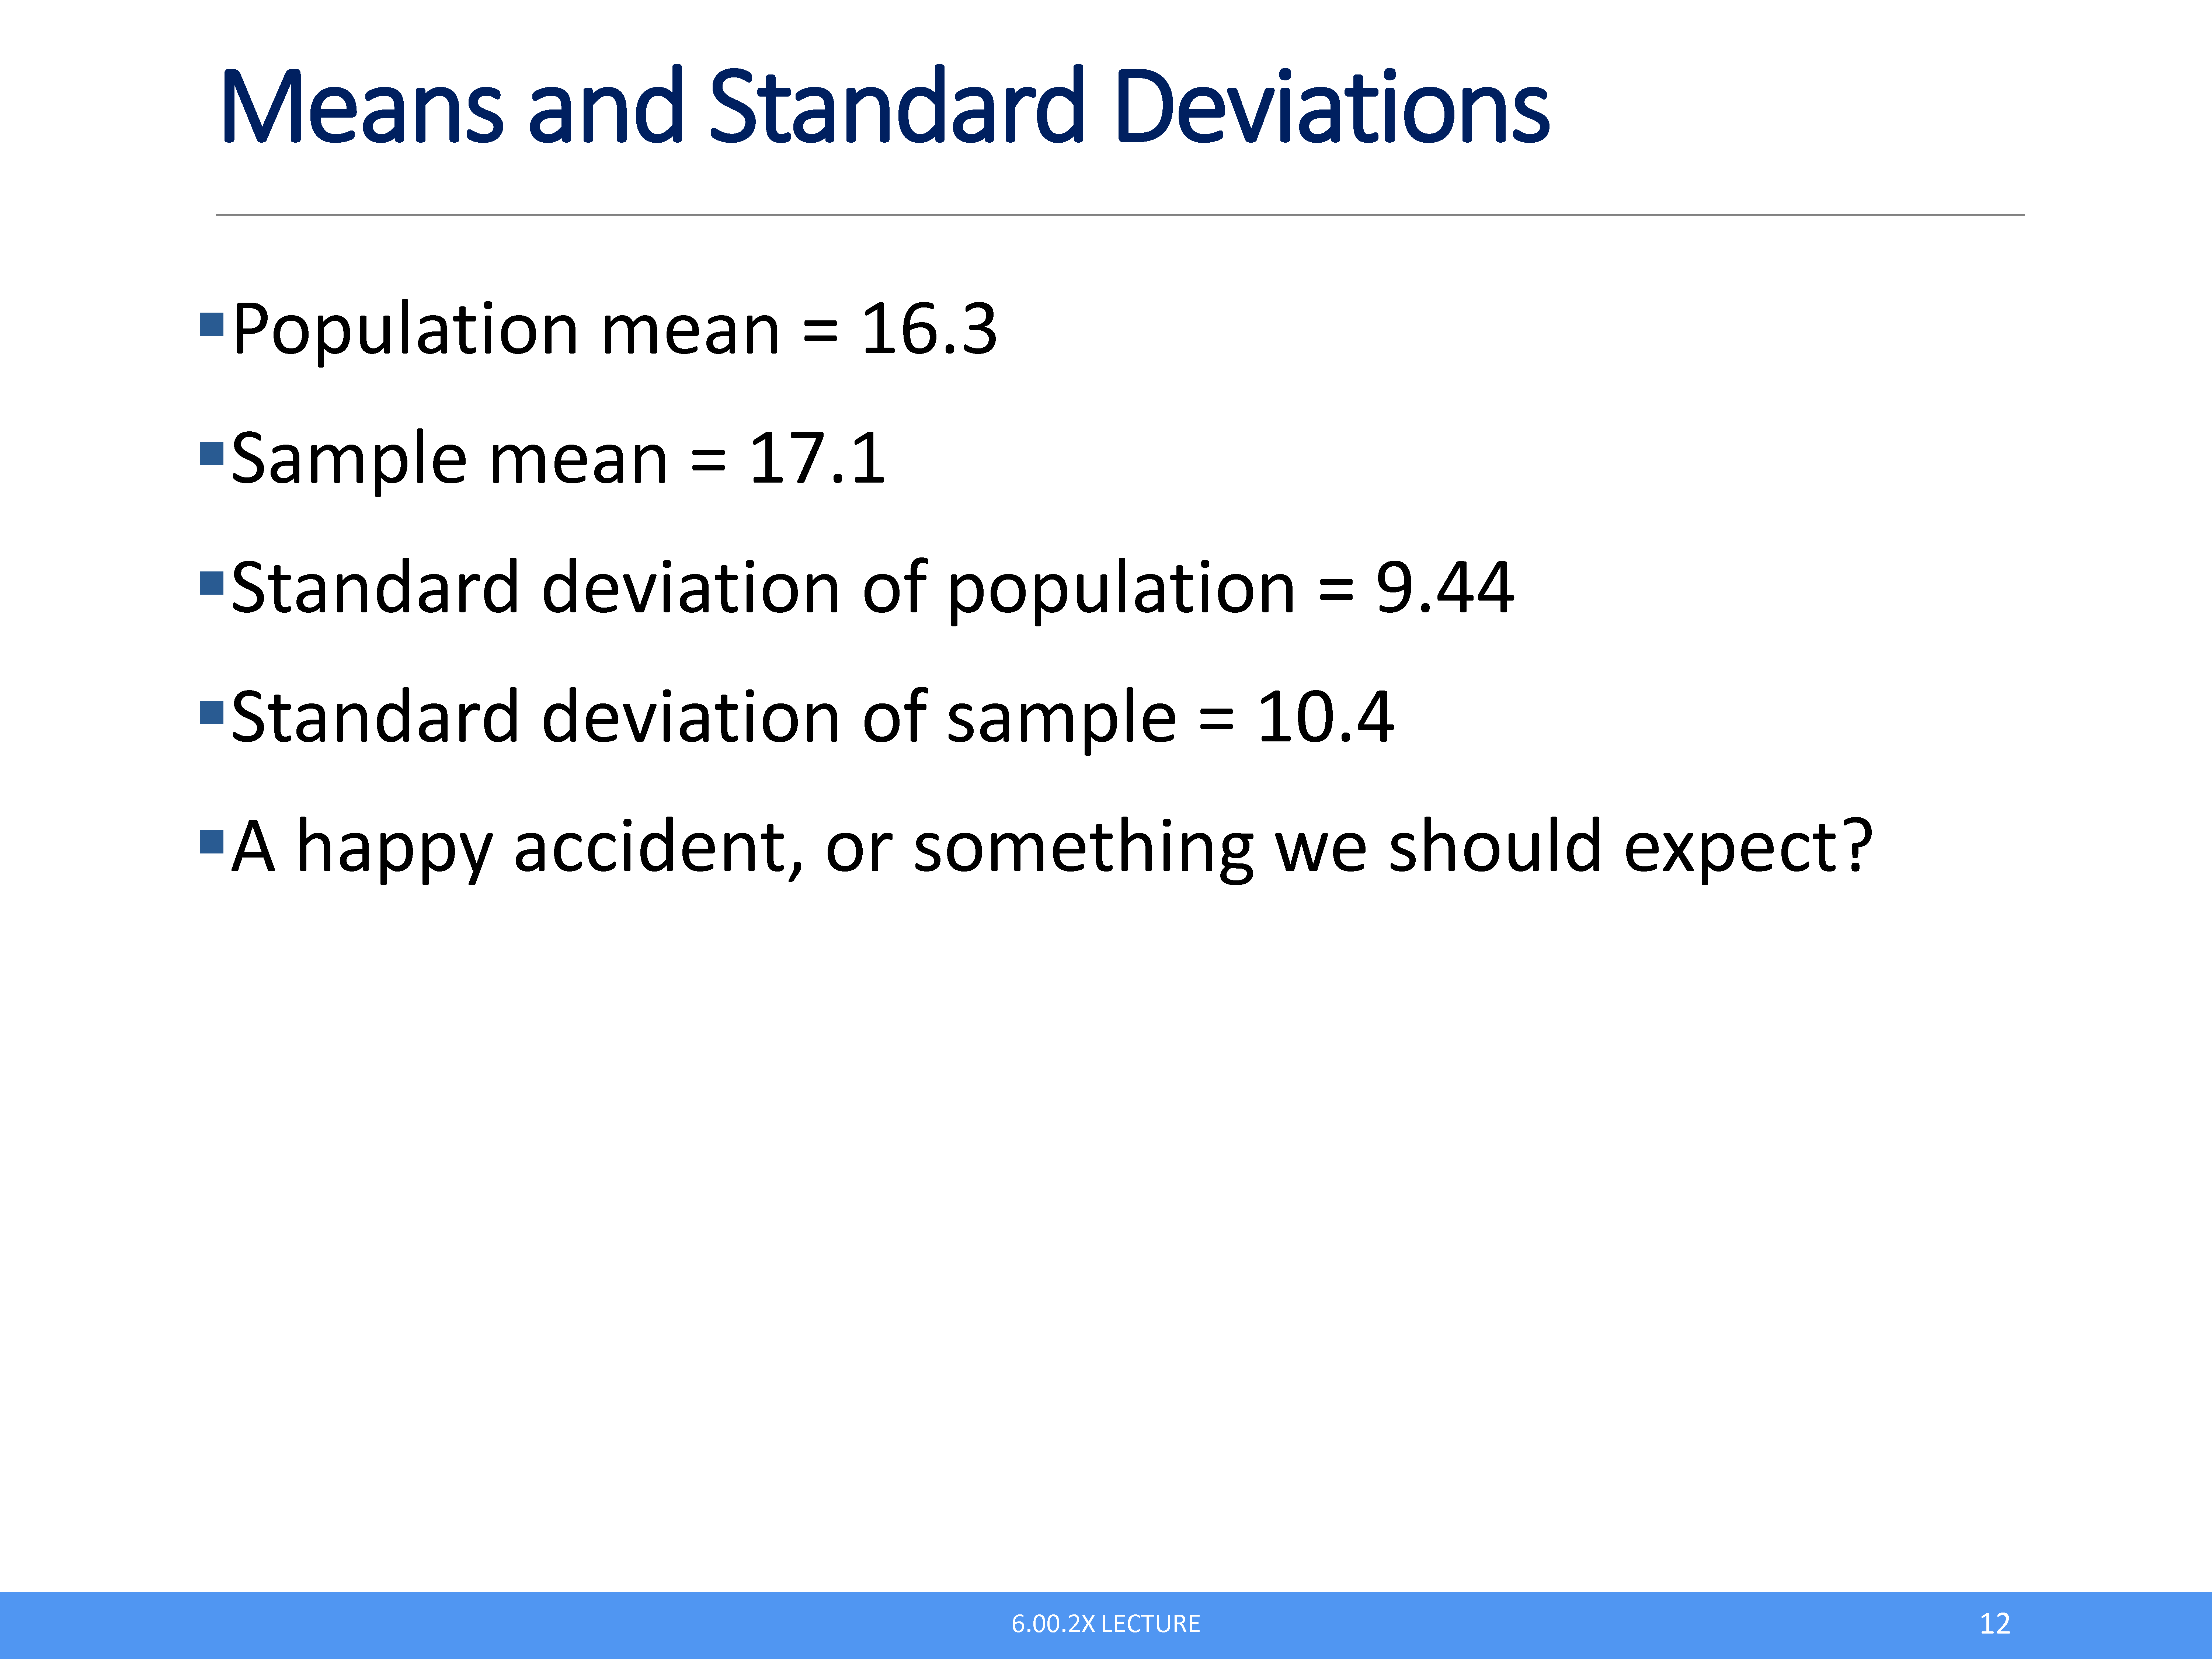 Means and Standard Deviations
▪Population mean = 16.3
▪Sample mean = 17.1
▪Standard deviation of population = 9.44
▪Standard deviation of sample = 10.4
▪A happy accident, or something we should expect?
6.00.2X LECTURE
12